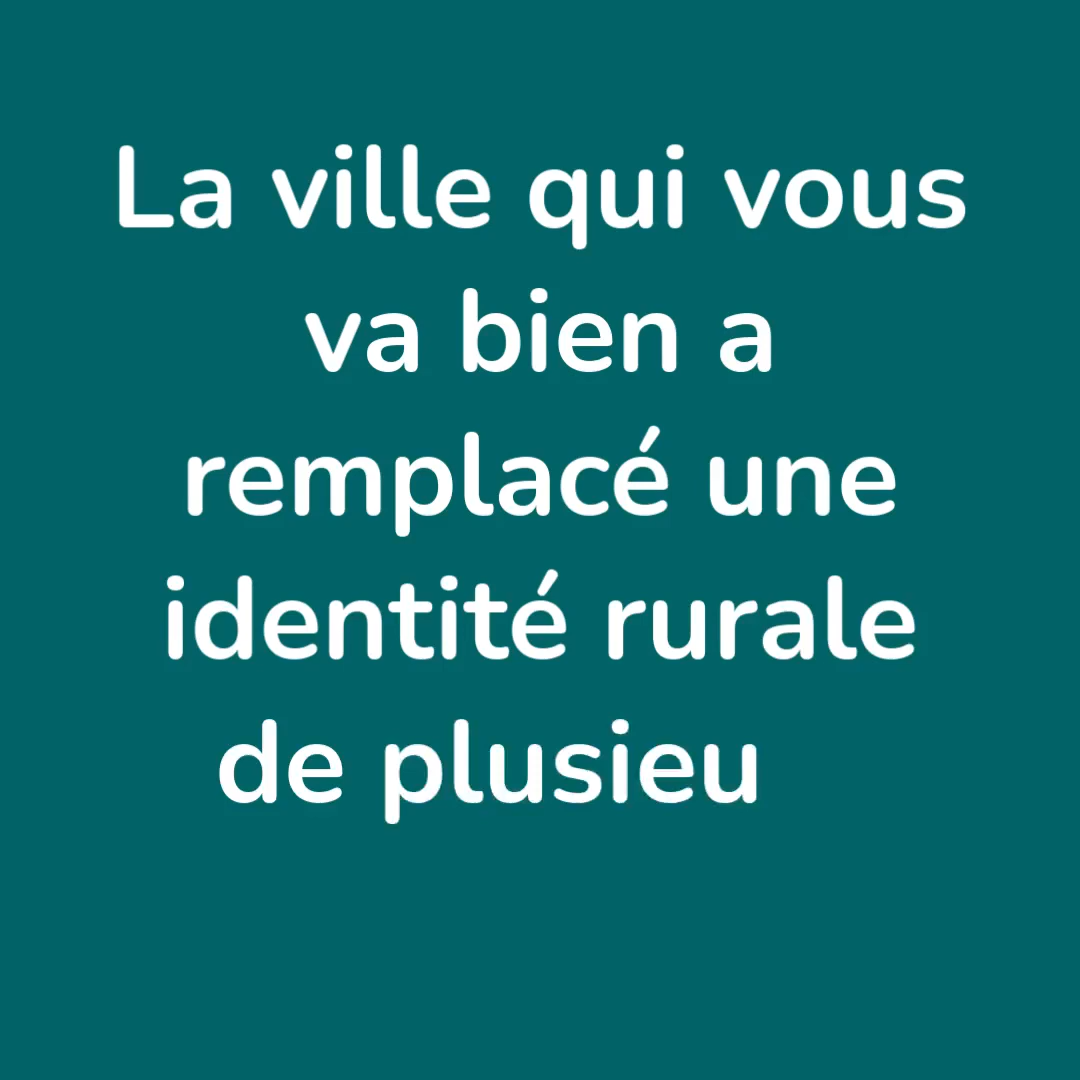 La ville qui vous
va bien a
remplacé une
identité rurale
de plusieu